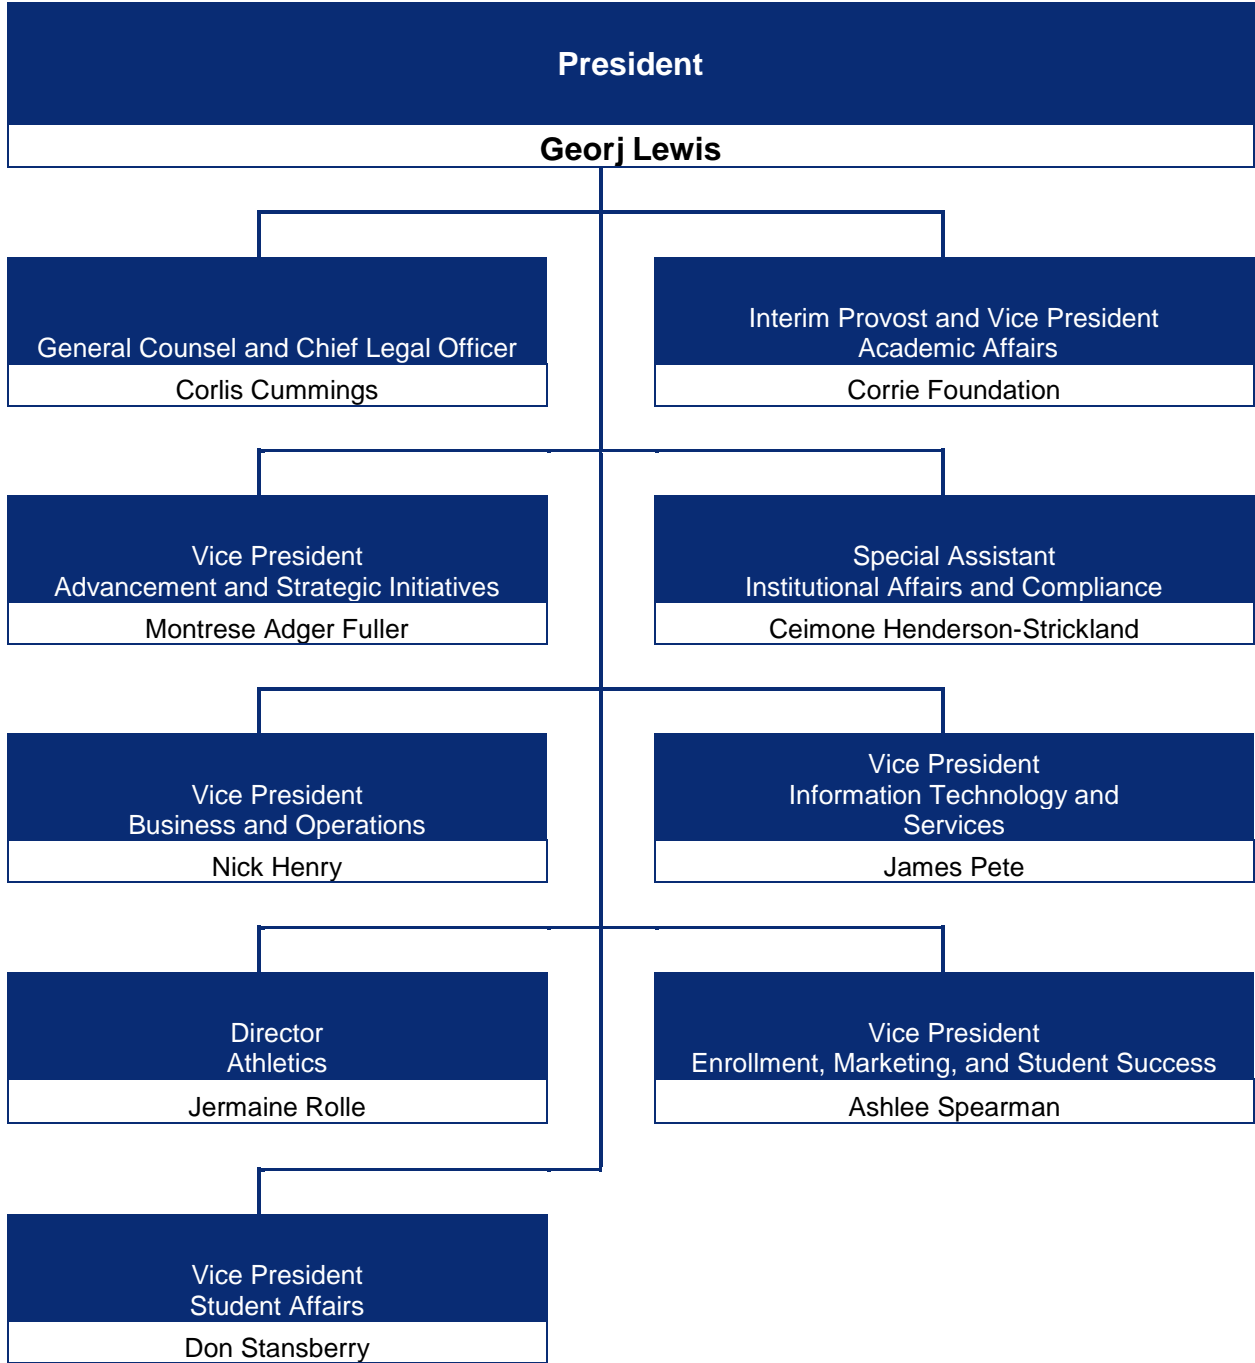 President
Georj Lewis
General Counsel and Chief Legal Officer
Corlis Cummings
Interim Provost and Vice President
Academic Affairs
Corrie Foundation
Vice President
Advancement and Strategic Initiatives
Montrese Adger Fuller
Special Assistant
Institutional Affairs and Compliance
Ceimone Henderson-Strickland
Vice President
Business and Operations
Nick Henry
Vice President
Information Technology and
Services
James Pete
Director
Athletics
Jermaine Rolle
Vice President
Enrollment, Marketing, and Student Success
Ashlee Spearman
Vice President
Student Affairs
Don Stansberry